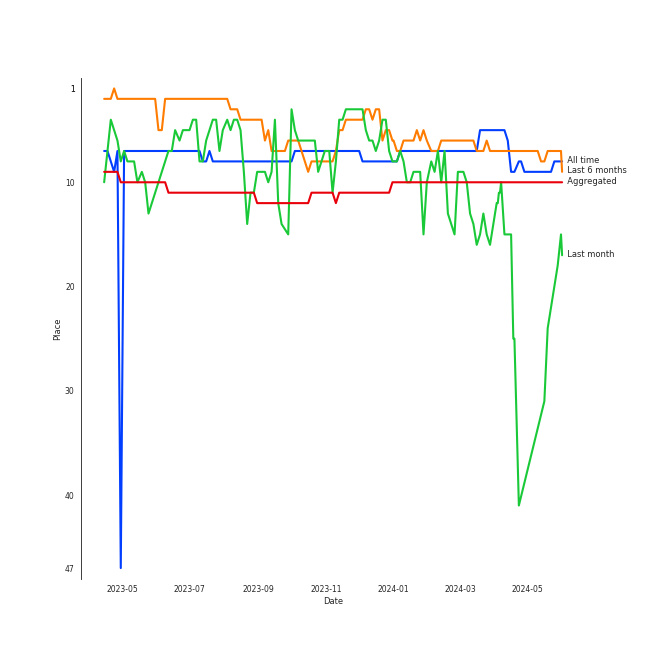 1
10
20
30
40
47
Place
All time
Last 6 months
Aggregated
Last month
2023-05 2023-07 2023-09 2023-11 2024-01 2024-03 2024-05
Date